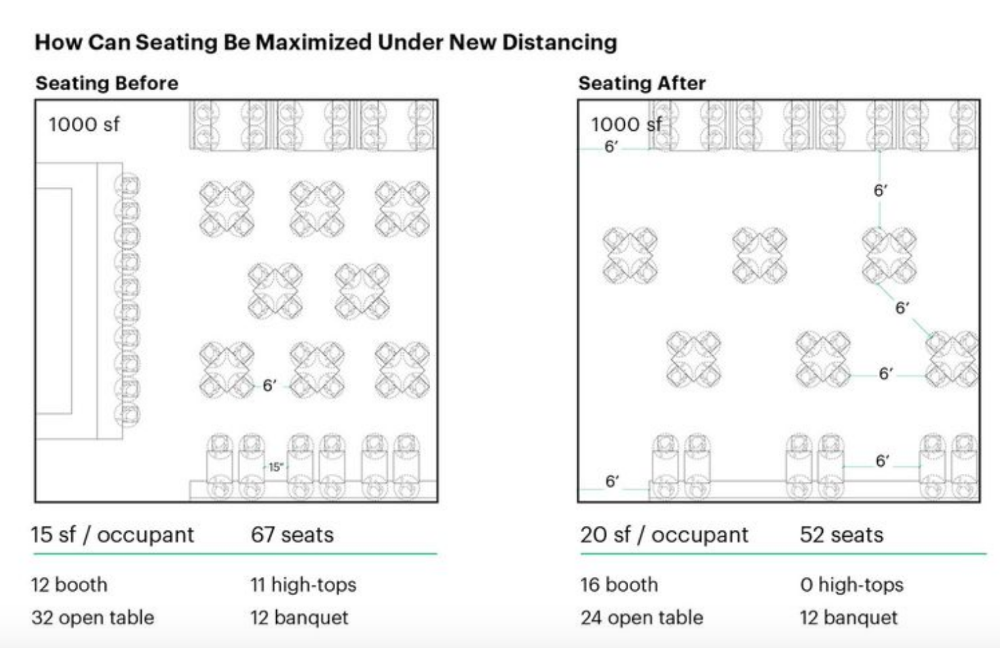 How Can Seating Be Maximized Under New Distancing
Seating Before
1000 sf
6’
15”
15 sf / occupant 67 seats
12 booth 11 high-tops
32 open table 12 banquet
Seating After
1000 sf
6’
6’
6’
6’
6’
6’
20 sf / occupant 52 seats
16 booth 0 high-tops
24 open table 12 banquet